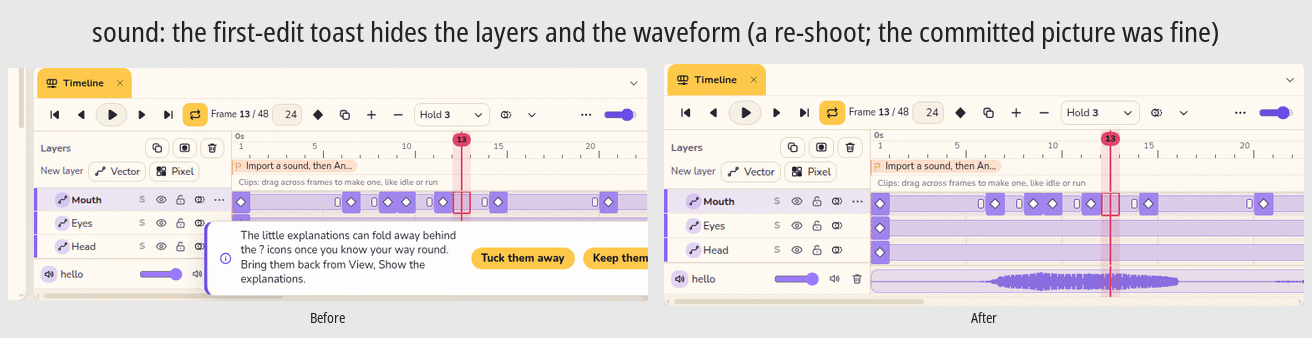 sound: the first-edit toast hides the layers and the waveform (a re-shoot; the committed picture was fine)
Timeline
Frame 13 / 48
24
Hold 3
Layers
0s
1
5
10
13
15
20
New layer
Vector
Pixel
Import a sound, then An...
Clips: drag across frames to make one, like idle or run
Mouth
S
Eyes
S
Head
S
hello
The little explanations can fold away behind
the ? icons once you know your way round.
Bring them back from View, Show the
explanations.
Tuck them away
Keep them
Before
Timeline
Frame 13 / 48
24
Hold 3
Layers
0s
1
5
10
13
15
20
New layer
Vector
Pixel
Import a sound, then An...
Clips: drag across frames to make one, like idle or run
Mouth
S
Eyes
S
Head
S
hello
After